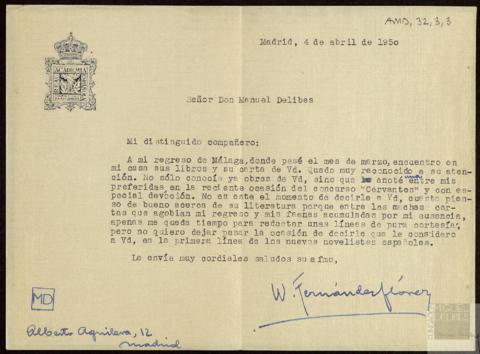 AMD, 32, 3, 3
Madrid, 4 de abril de 1950
Señor Don Manuel Delibes
Mi distinguido compañero:
A mi regreso de Málaga, donde pasé el mes de marzo, encuentro en
mi casa sus libros y su carta de Vd. Quedo muy reconocido a su aten-
ción. No sólo conocía ya obras de Vd, sino que las anoté entre mis
preferidas en la reciente ocasión del concurso "Cervantes" y con es-
pecial devoción. No es este el momento de decirle a Vd, cuanto pien-
so de bueno acerca de su literatura porque entre las muchas car-
tas que agobian mi regreso y mis faenas acumuladas por mi ausencia,
apenas me queda tiempo para redactar unas líneas de pura cortesía,
pero no quiero dejar pasar la ocasión de decirle que le considero
a Vd, en la primera línea de los nuevos novelistas españoles.
Le envía muy cordiales saludos su afmo,
W. Fernández Flórez
MD
Alberto Aguilera, 12
Madrid